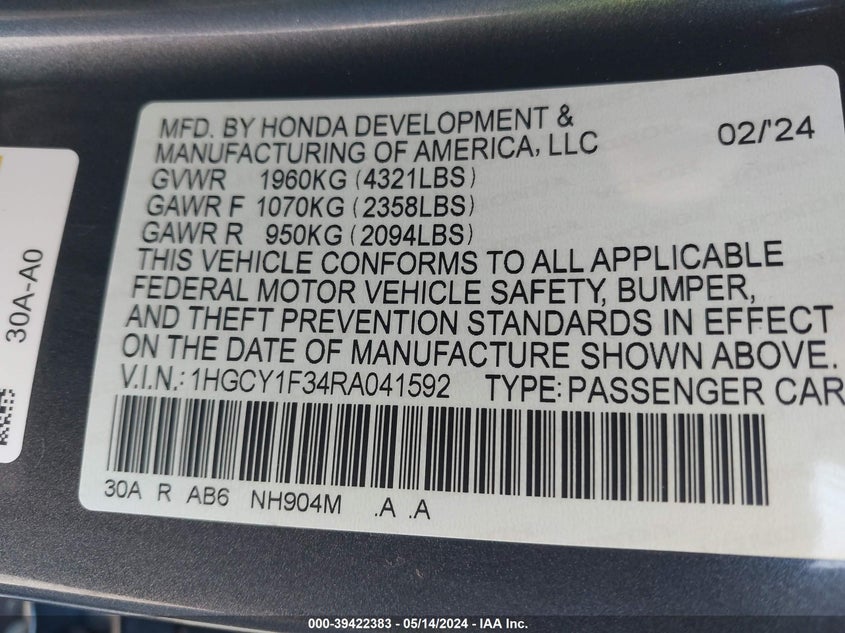 MFD. BY HONDA DEVELOPMENT &
MANUFACTURING OF AMERICA, LLC
02/'24
GVWR 1960KG (4321LBS)
GAWR F 1070KG (2358LBS)
GAWR R 950KG (2094LBS)
THIS VEHICLE CONFORMS TO ALL APPLICABLE
FEDERAL MOTOR VEHICLE SAFETY, BUMPER,
AND THEFT PREVENTION STANDARDS IN EFFECT
ON THE DATE OF MANUFACTURE SHOWN ABOVE.
V.I.N.: 1HGCY1F34RA041592 TYPE: PASSENGER CAR
30A R AB6 NH904M .A .A
30A-A0
000-39422383 - 05/14/2024 - IAA Inc.